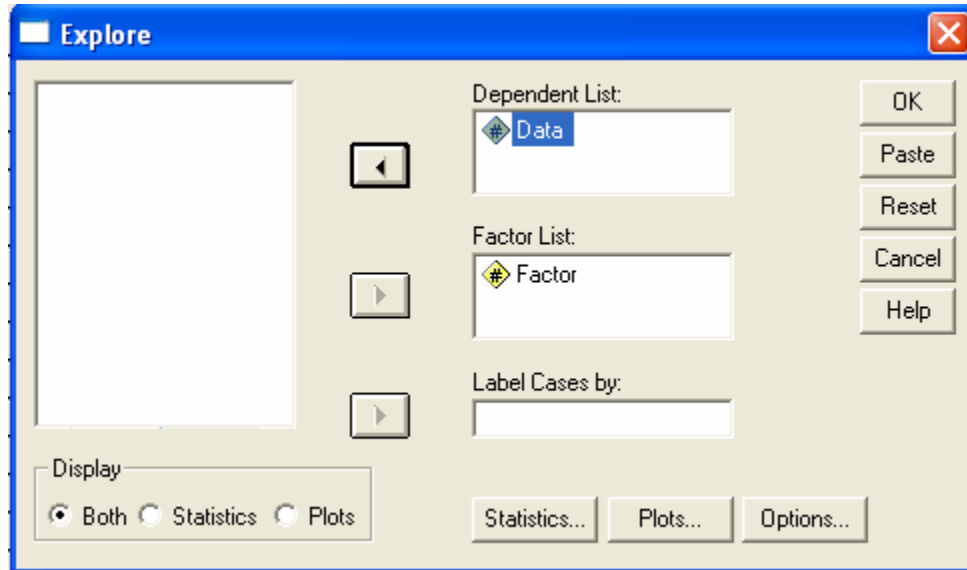 Explore
Dependent List:
# Data
Factor List:
# Factor
Label Cases by:
Display
Both Statistics Plots
Statistics... Plots... Options...
OK
Paste
Reset
Cancel
Help